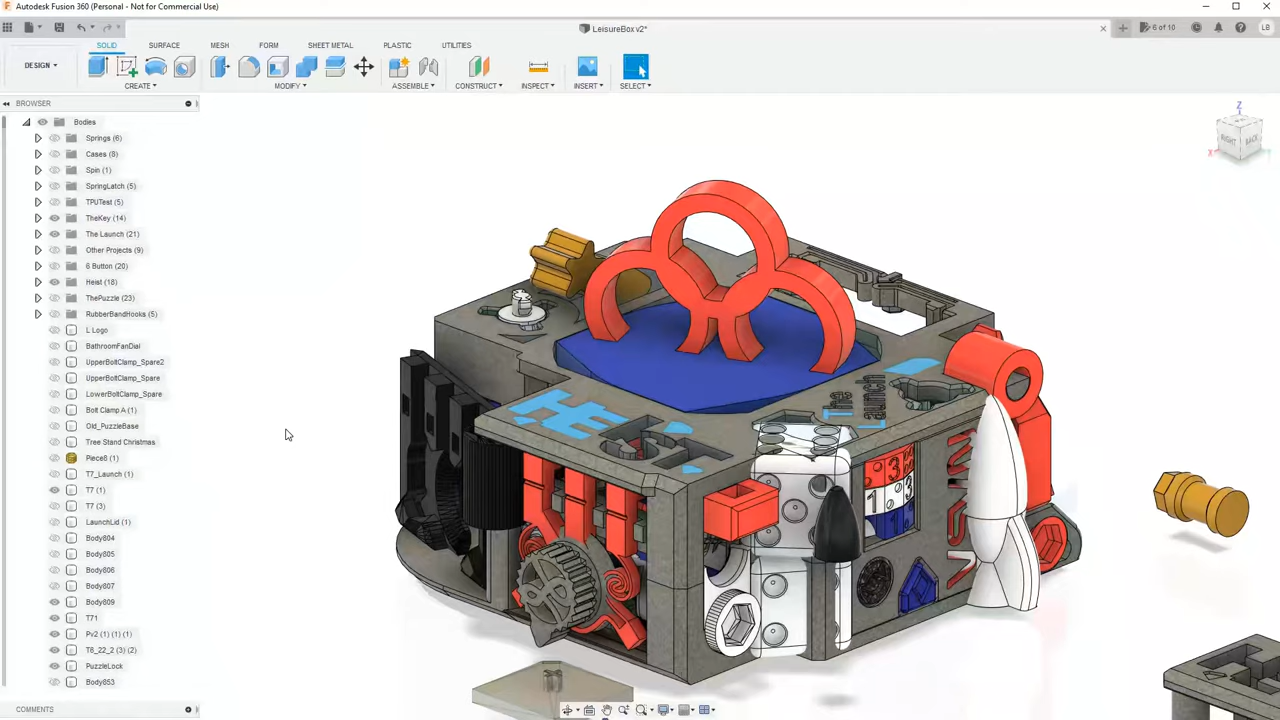 Autodesk Fusion 360 (Personal - Not for Commercial Use)
LeisureBox v2*
6 of 10
LB
SOLID SURFACE MESH FORM SHEET METAL PLASTIC UTILITIES
DESIGN
CREATE MODIFY ASSEMBLE CONSTRUCT INSPECT INSERT SELECT
BROWSER
Bodies
Springs (6)
Cases (8)
Spin (1)
SpringLatch (5)
TPUTest (5)
TheKey (14)
The Launch (21)
Other Projects (9)
6 Button (20)
Heist (18)
ThePuzzle (23)
RubberBandHooks (5)
L Logo
BathroomFanDial
UpperBoltClamp_Spare2
UpperBoltClamp_Spare
LowerBoltClamp_Spare
Bolt Clamp A (1)
Old_PuzzleBase
Tree Stand Christmas
Piece8 (1)
T7_Launch (1)
T7 (1)
T7 (3)
LaunchLid (1)
Body804
Body805
Body806
Body807
Body809
T71
Pv2 (1) (1) (1)
T8_22_2 (3) (2)
PuzzleLock
Body853
COMMENTS
Z
X
RIGHT
BACK
HE
The
Launch